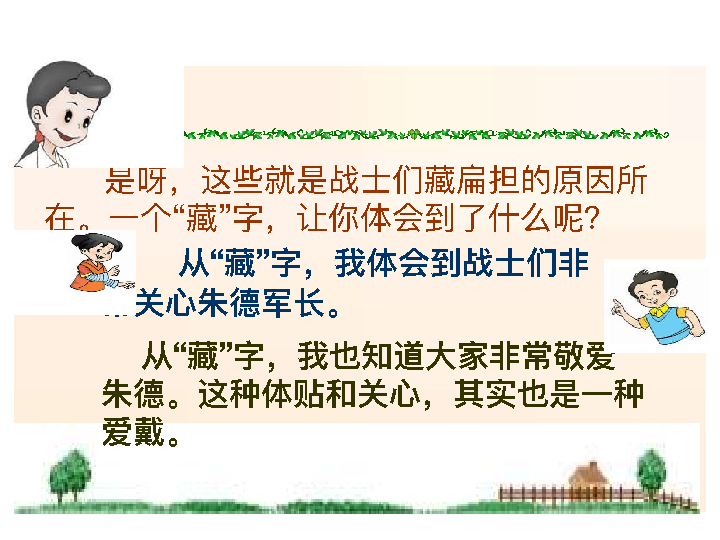 是呀，这些就是战士们藏扁担的原因所
在。一个“藏”字，让你体会到了什么呢？
从“藏”字，我体会到战士们非
常关心朱德军长。
从“藏”字，我也知道大家非常敬爱
朱德。这种体贴和关心，其实也是一种
爱戴。